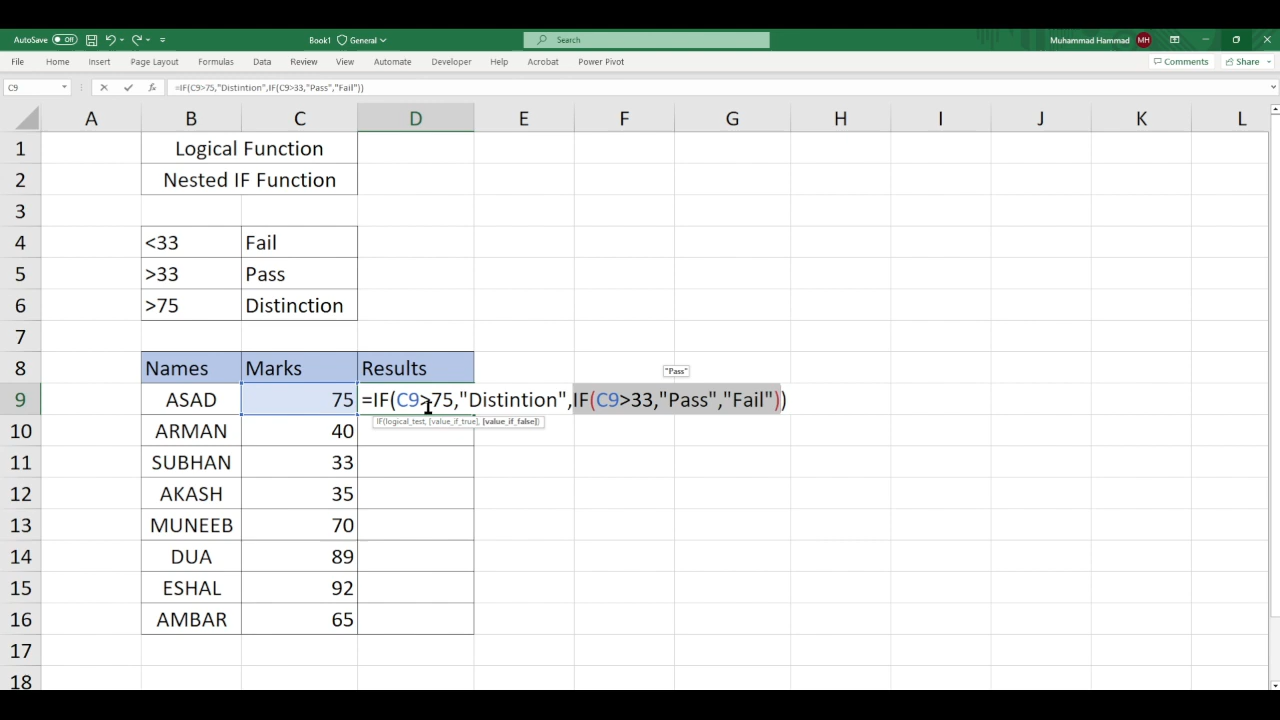 AutoSave Off Book1 General Search Muhammad Hammad MH
File Home Insert Page Layout Formulas Data Review View Automate Developer Help Acrobat Power Pivot Comments Share
C9 fx =IF(C9>75,"Distintion",IF(C9>33,"Pass","Fail"))
A B C D E F G H I J K L
1 Logical Function
2 Nested IF Function
3
4 <33 Fail
5 >33 Pass
6 >75 Distinction
7
8 Names Marks Results
"Pass"
9 ASAD 75 =IF(C9>75,"Distintion",IF(C9>33,"Pass","Fail"))
IF(logical_test, [value_if_true], [value_if_false])
10 ARMAN 40
11 SUBHAN 33
12 AKASH 35
13 MUNEEB 70
14 DUA 89
15 ESHAL 92
16 AMBAR 65
17
18